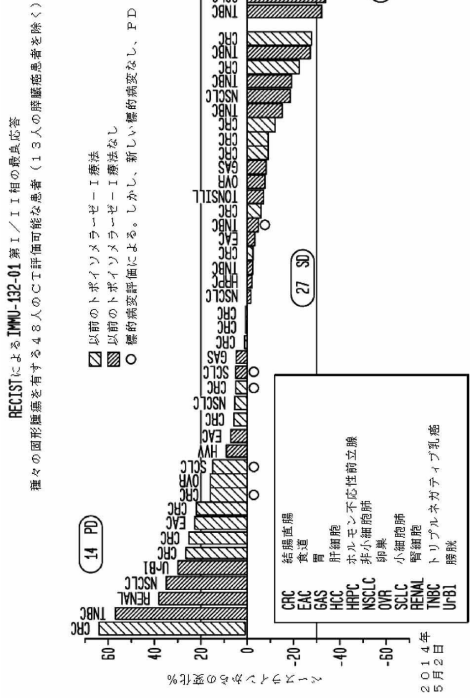 RECISTによるIMMU-132-01 第I/II相の最良応答
種々の固形腫瘍を有する48人のCT評価可能な患者(13人の膵臓癌患者を除く)
以前のトポイソメラーゼ-I療法
以前のトポイソメラーゼ-I療法なし
標的病変評価による。しかし、新しい標的病変なし、PD
14 PD
27 SD
ベースラインからの変化%
60
40
20
0
-20
-40
-60
CRC
TNBC
RENAL
NSCLC
UrB1
CRC
CRC
EAC
CRC
CRC
OVR
SCLC
HVV
EAC
CRC
NSCLC
CRC
SCLC
GAS
CRC
CRC
CRC
NSCLC
HRPC
TNBC
CRC
EAC
TNBC
CRC
TONSILL
OVR
GAS
CRC
CRC
CRC
TNBC
NSCLC
TNBC
CRC
TNBC
CRC
TNBC
CRC 結腸直腸
EAC 食道
GAS 胃
HCC 肝細胞
HRPC ホルモン不応性前立腺
NSCLC 非小細胞肺
OVR 卵巣
SCLC 小細胞肺
RENAL 腎細胞
TNBC トリプルネガティブ乳癌
UrB1 膀胱
2014年
5月2日